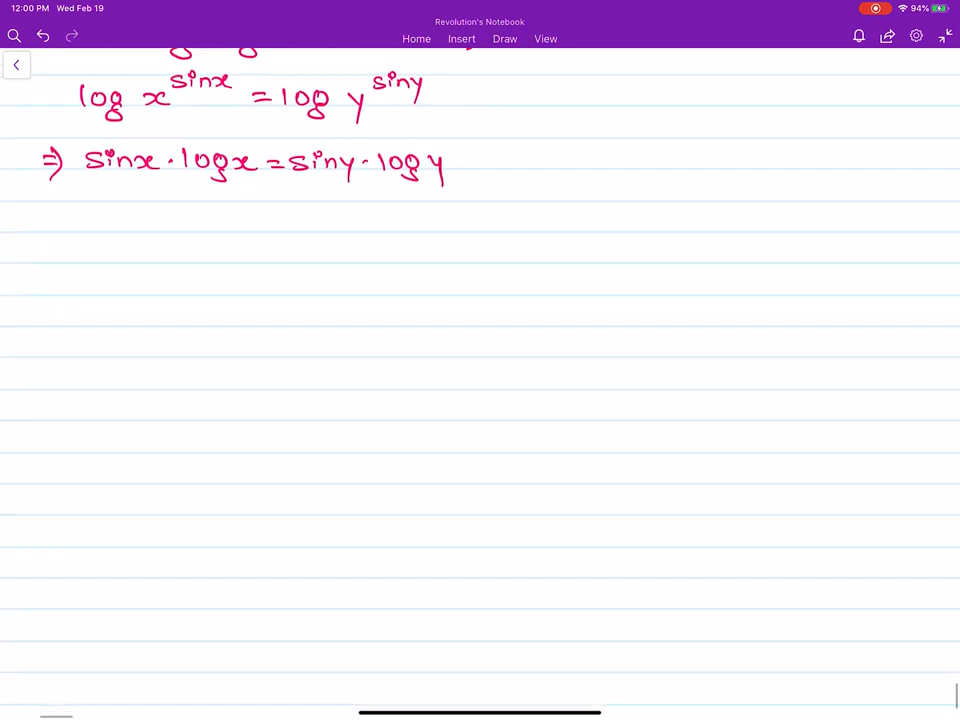 12:00 PM Wed Feb 19
94%
Revolution's Notebook
Home Insert Draw View
log x^sinx = log y^siny
⇒ sinx · logx = siny · log y